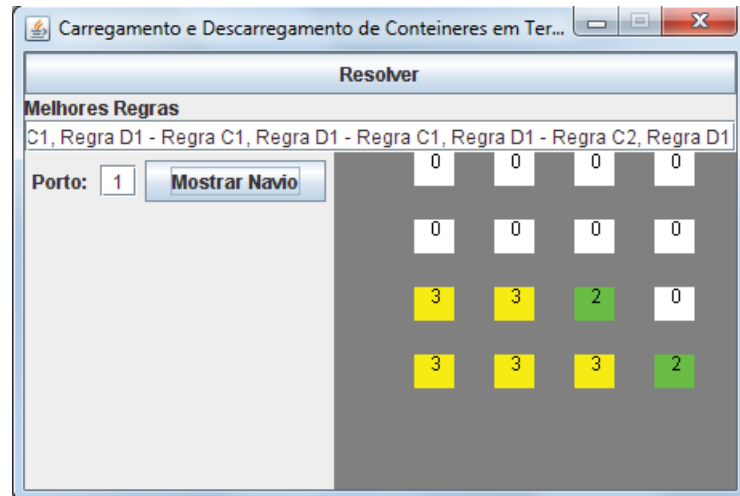 Carregamento e Descarregamento de Conteineres em Ter...
Resolver
Melhores Regras
C1, Regra D1 - Regra C1, Regra D1 - Regra C1, Regra D1 - Regra C2, Regra D1
Porto: 1 Mostrar Navio
0 0 0 0
0 0 0 0
3 3 2 0
3 3 3 2